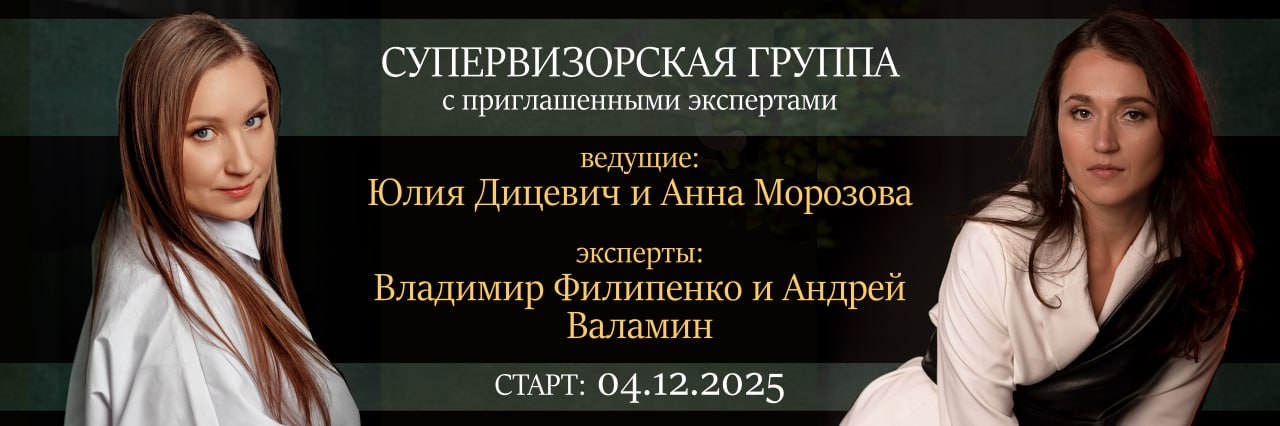 СУПЕРВИЗОРСКАЯ ГРУППА
с приглашенными экспертами
ведущие:
Юлия Дицевич и Анна Морозова
эксперты:
Владимир Филипенко и Андрей
Валамин
СТАРТ: 04.12.2025